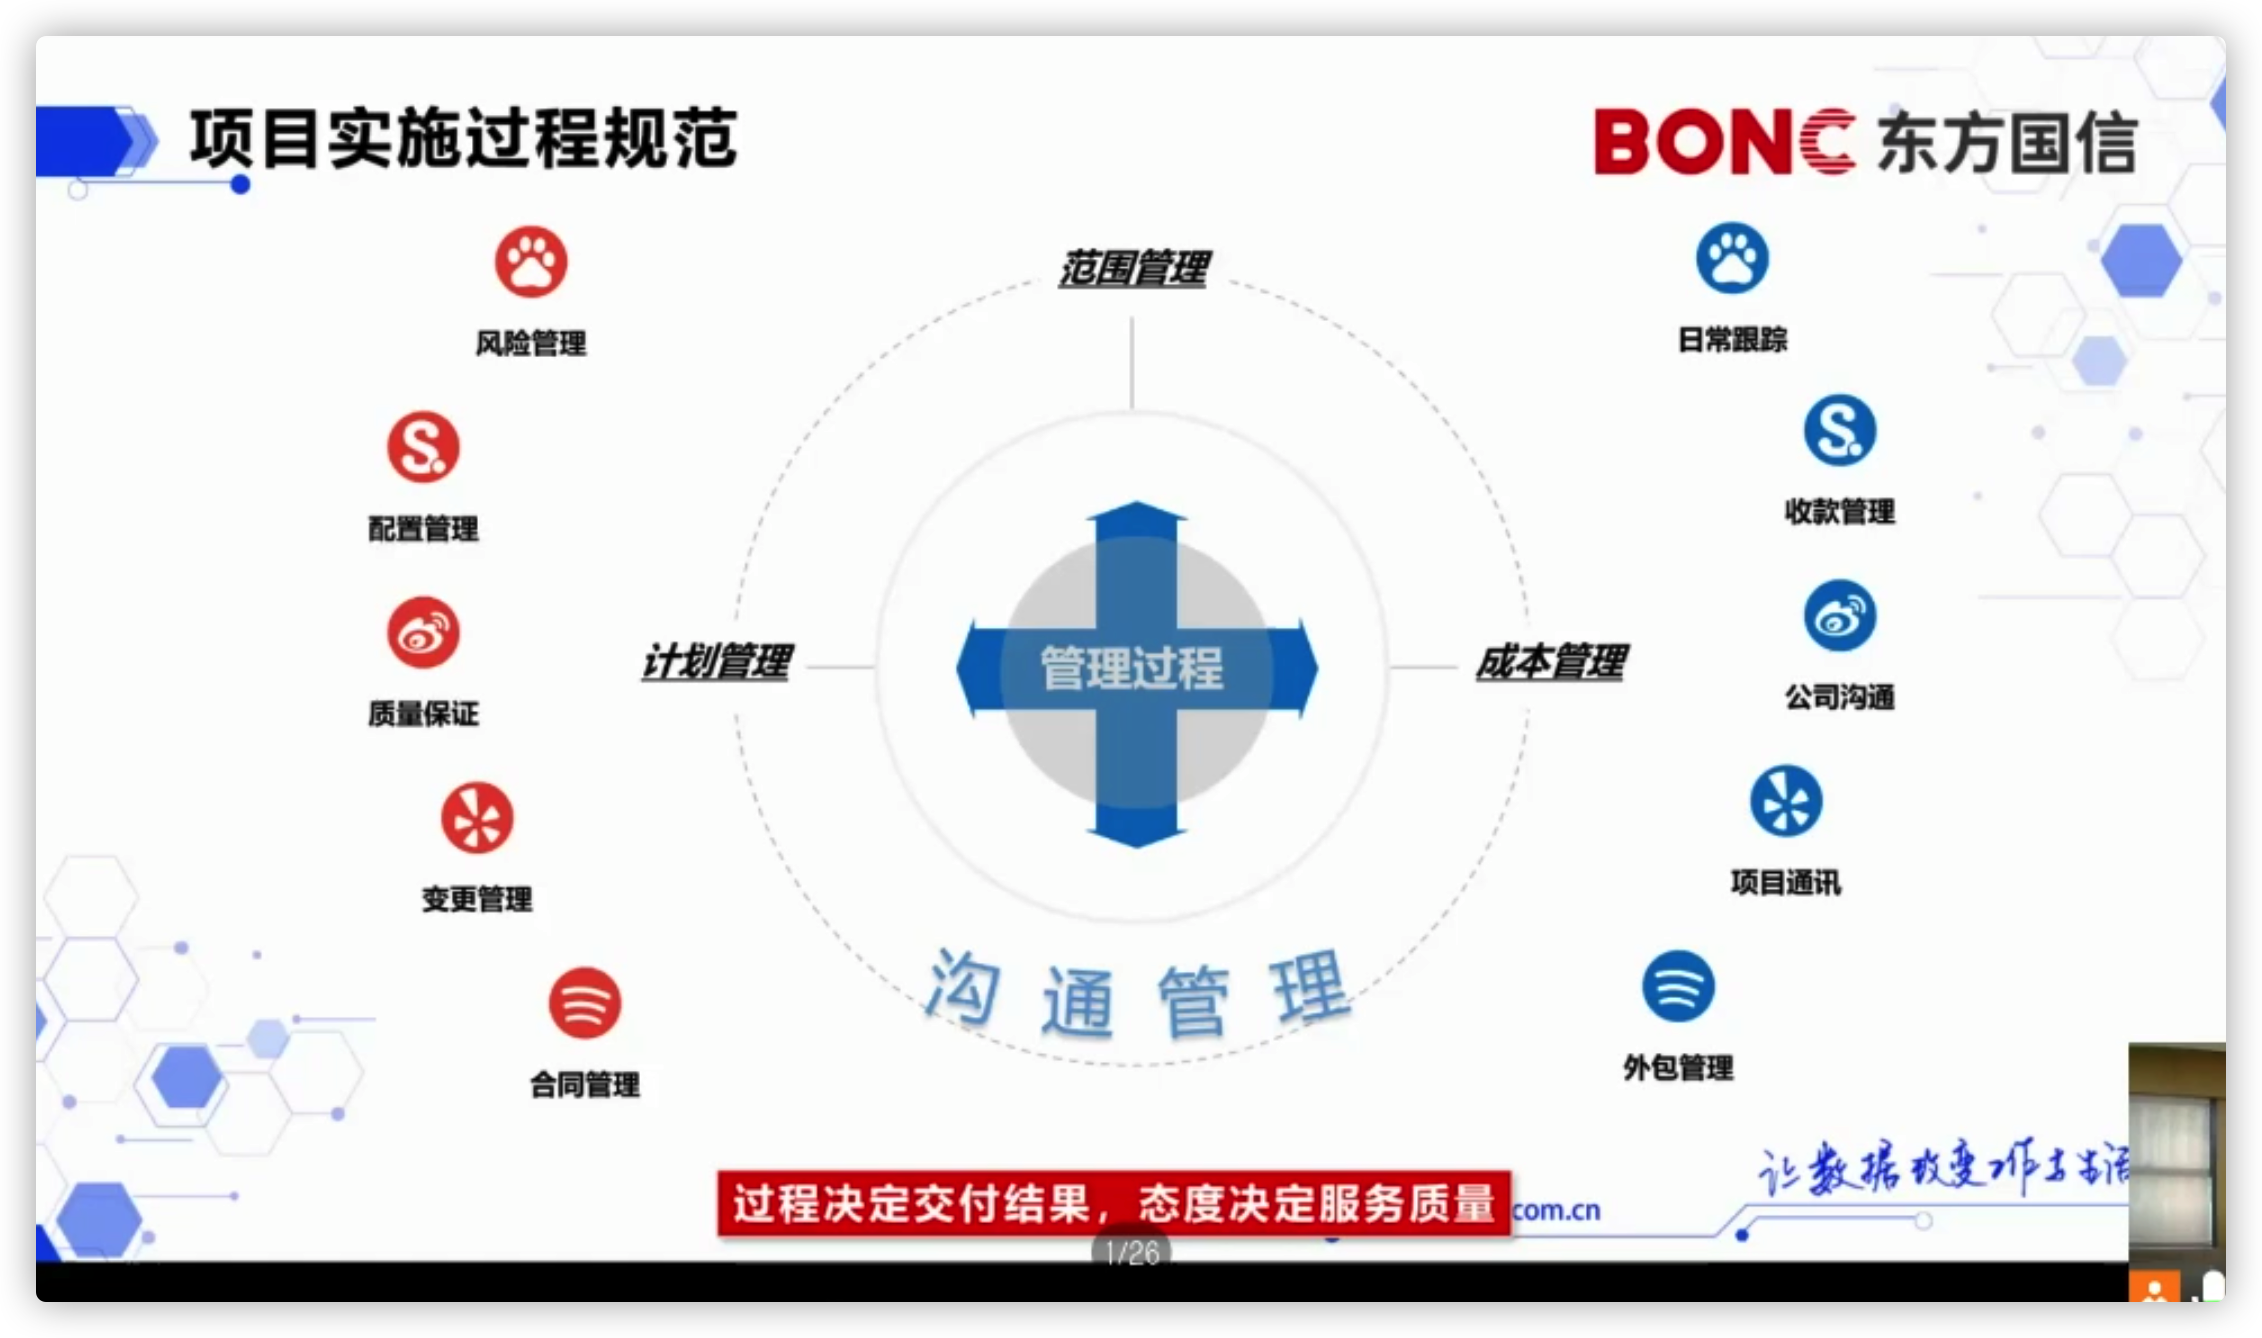 项目实施过程规范
BONC 东方国信
风险管理
配置管理
质量保证
变更管理
合同管理
范围管理
计划管理
管理过程
成本管理
沟通管理
日常跟踪
收款管理
公司沟通
项目通讯
外包管理
让数据改变工作与生活
过程决定交付结果，态度决定服务质量
com.cn
1/26